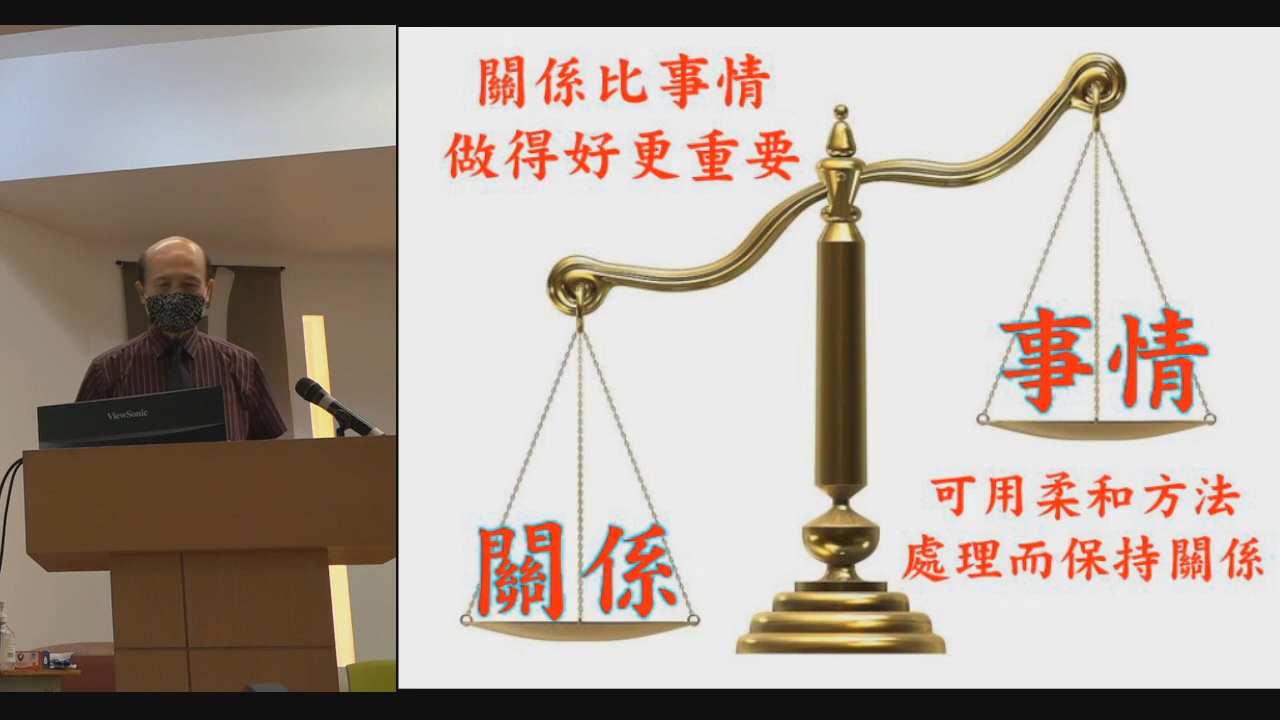 ViewSonic
關係比事情
做得好更重要
事情
關係
可用柔和方法
處理而保持關係